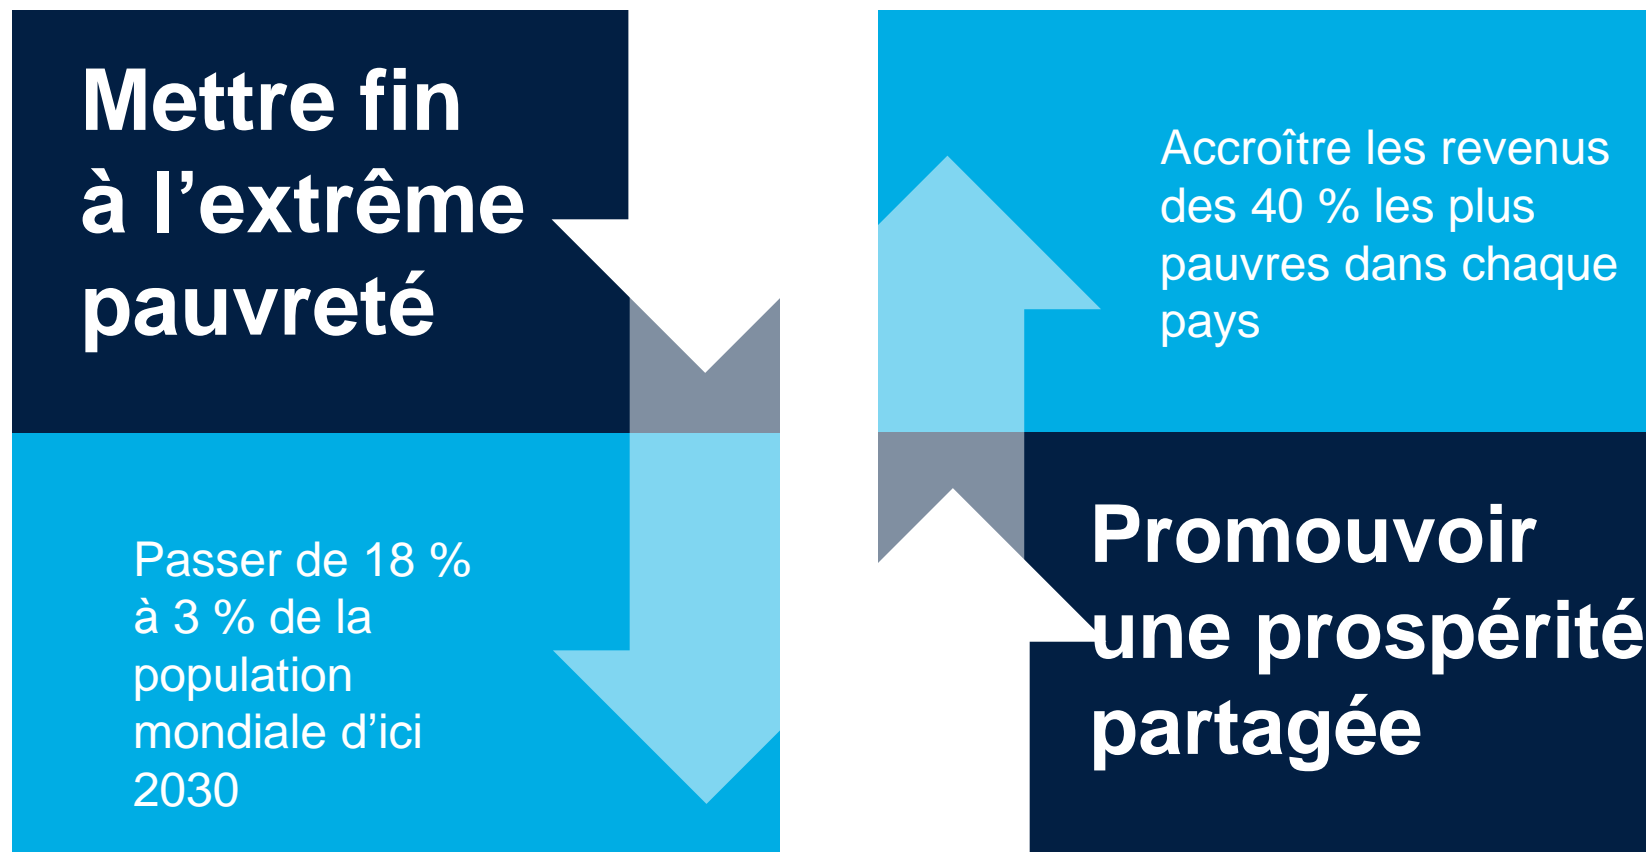 Mettre fin
à l’extrême
pauvreté
Passer de 18 %
à 3 % de la
population
mondiale d’ici
2030
Accroître les revenus
des 40 % les plus
pauvres dans chaque
pays
Promouvoir
une prospérité
partagée